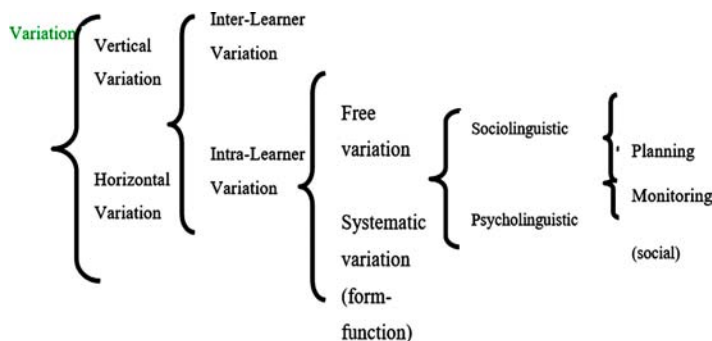 Variation
Vertical
Variation
Horizontal
Variation
Inter-Learner
Variation
Intra-Learner
Variation
Free
variation
Systematic
variation
(form-
function)
Sociolinguistic
Psycholinguistic
Planning
Monitoring
(social)